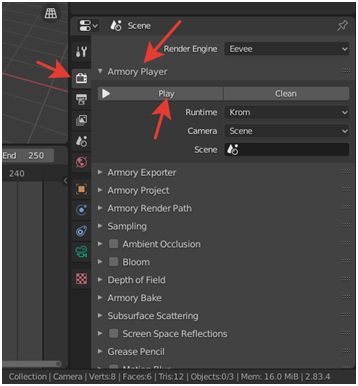 Scene
Render Engine Eevee
Armory Player
Play Clean
Runtime Krom
Camera Scene
Scene
End 250
240
Armory Exporter
Armory Project
Armory Render Path
Sampling
Ambient Occlusion
Bloom
Depth of Field
Armory Bake
Subsurface Scattering
Screen Space Reflections
Grease Pencil
Motion Blur
Collection | Camera | Verts:8 | Faces:6 | Tris:12 | Objects:0/3 | Mem: 16.0 MiB | 2.83.4